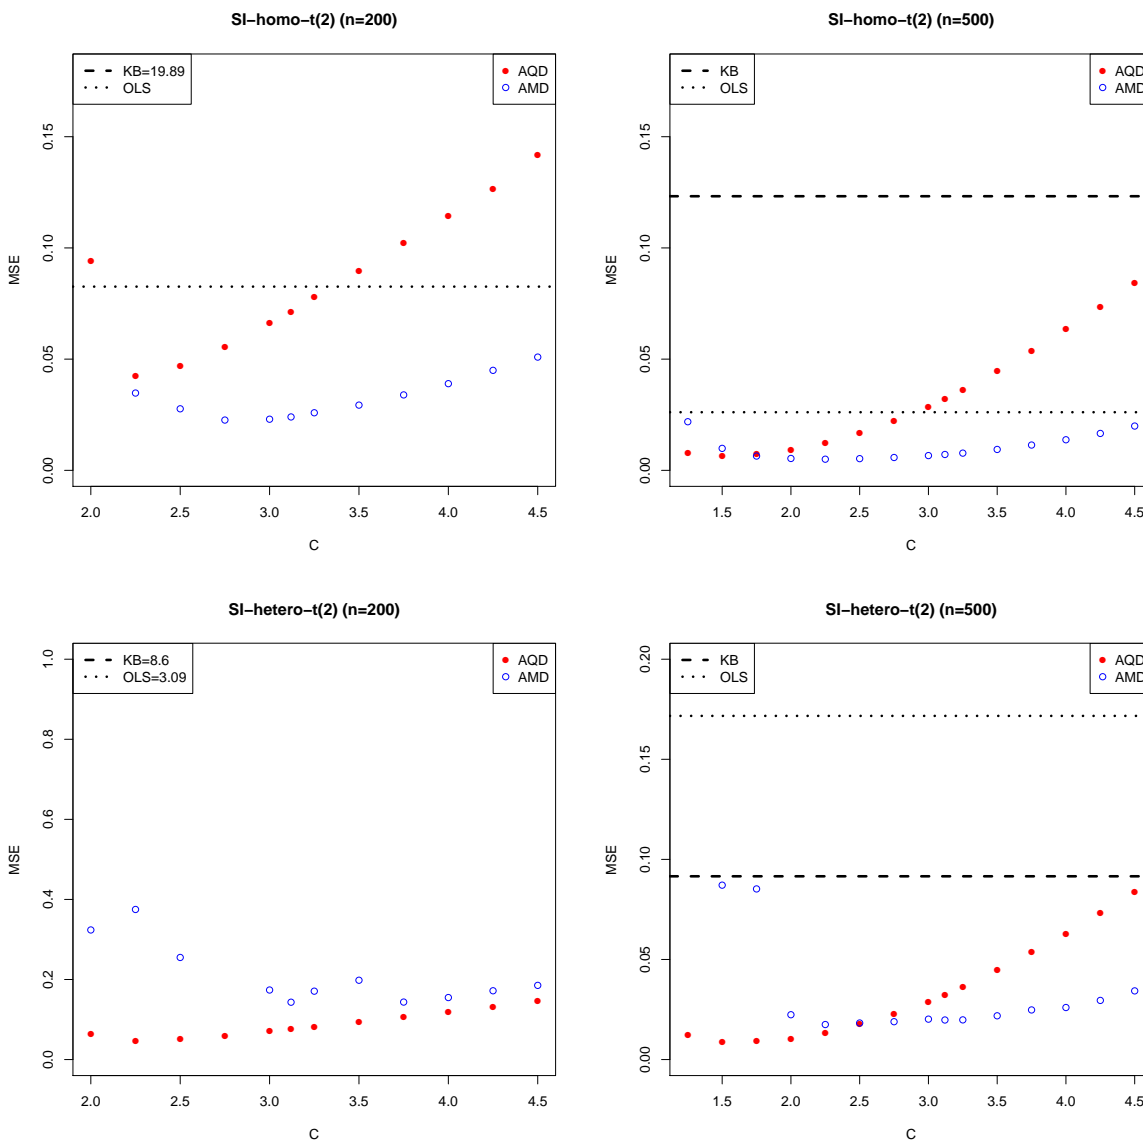 SI−homo−t(2) (n=200)
KB=19.89
OLS
AQD
AMD
MSE
0.15
0.10
0.05
0.00
2.0 2.5 3.0 3.5 4.0 4.5
C
SI−homo−t(2) (n=500)
KB
OLS
AQD
AMD
MSE
0.15
0.10
0.05
0.00
1.5 2.0 2.5 3.0 3.5 4.0 4.5
C
SI−hetero−t(2) (n=200)
KB=8.6
OLS=3.09
AQD
AMD
MSE
1.0
0.8
0.6
0.4
0.2
0.0
2.0 2.5 3.0 3.5 4.0 4.5
C
SI−hetero−t(2) (n=500)
KB
OLS
AQD
AMD
MSE
0.20
0.15
0.10
0.05
0.00
1.5 2.0 2.5 3.0 3.5 4.0 4.5
C